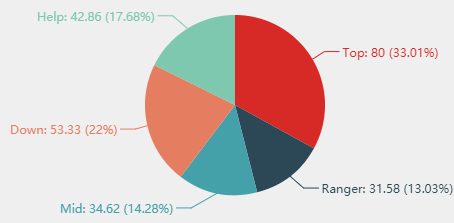 Help: 42.86 (17.68%)
Top: 80 (33.01%)
Down: 53.33 (22%)
Ranger: 31.58 (13.03%)
Mid: 34.62 (14.28%)